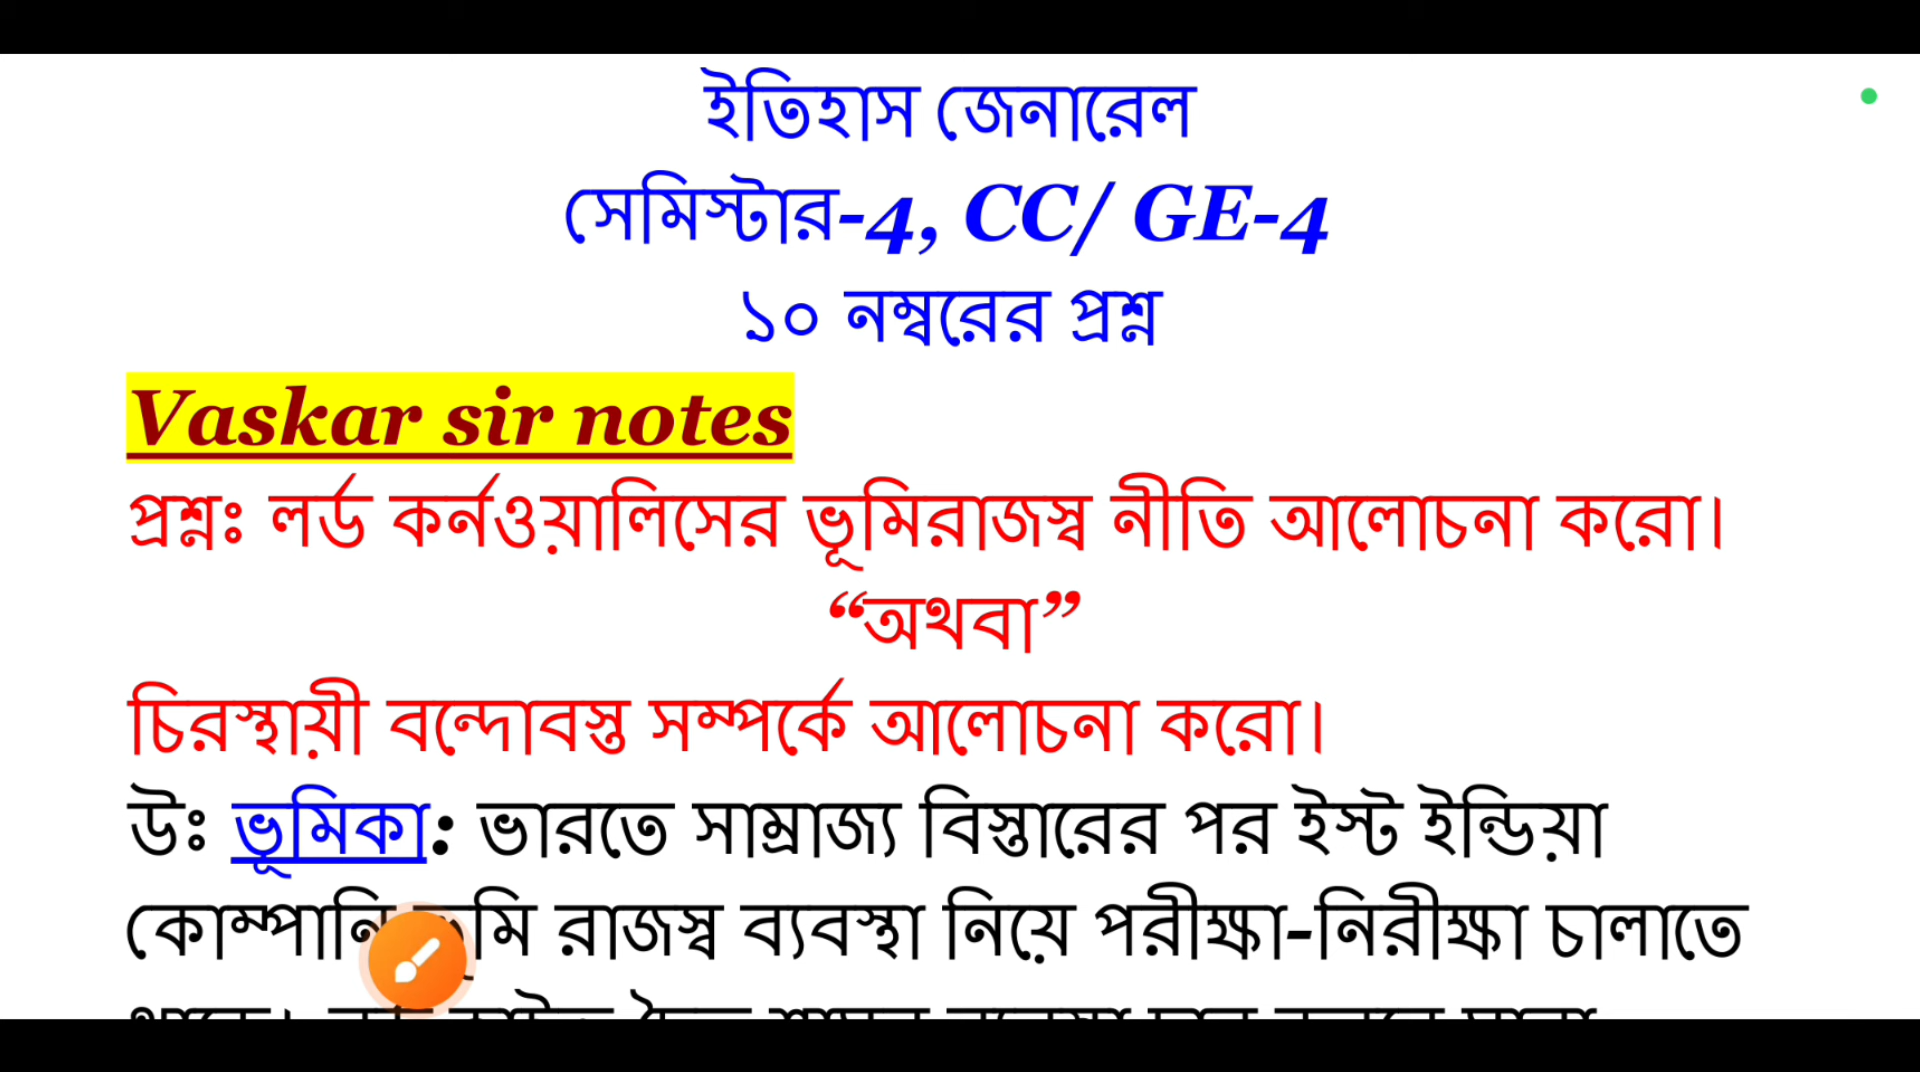 ইতিহাস জেনারেল
সেমিস্টার-4, CC/ GE-4
১০ নম্বরের প্রশ্ন
Vaskar sir notes
প্রশ্নঃ লর্ড কর্নওয়ালিসের ভূমিরাজস্ব নীতি আলোচনা করো।
“অথবা”
চিরস্থায়ী বন্দোবস্ত সম্পর্কে আলোচনা করো।
উঃ ভূমিকা: ভারতে সাম্রাজ্য বিস্তারের পর ইস্ট ইন্ডিয়া
কোম্পানি ভূমি রাজস্ব ব্যবস্থা নিয়ে পরীক্ষা-নিরীক্ষা চালাতে